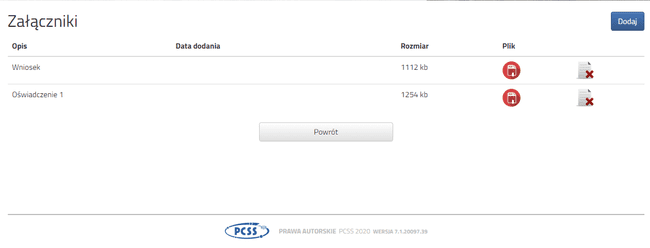 Załączniki
Dodaj
Opis Data dodania Rozmiar Plik
Wniosek 1112 kb
Oświadczenie 1 1254 kb
Powrót
PCSS PRAWA AUTORSKIE PCSS 2020 WERSJA 7.1.20097.39